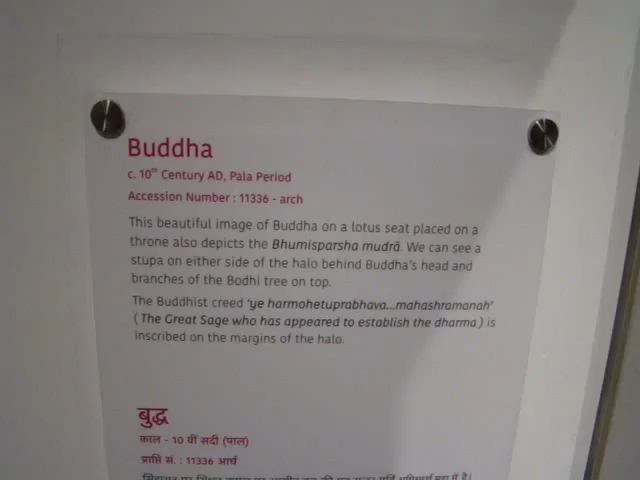 Buddha
c. 10th Century AD, Pala Period
Accession Number : 11336 - arch
This beautiful image of Buddha on a lotus seat placed on a
throne also depicts the Bhumisparsha mudrā. We can see a
stupa on either side of the halo behind Buddha's head and
branches of the Bodhi tree on top.
The Buddhist creed 'ye harmohetuprabhava...mahashramanah'
( The Great Sage who has appeared to establish the dharma ) is
inscribed on the margins of the halo.
बुद्ध
काल - 10 वीं सदी (पाल)
प्राप्ति सं. : 11336 आर्च